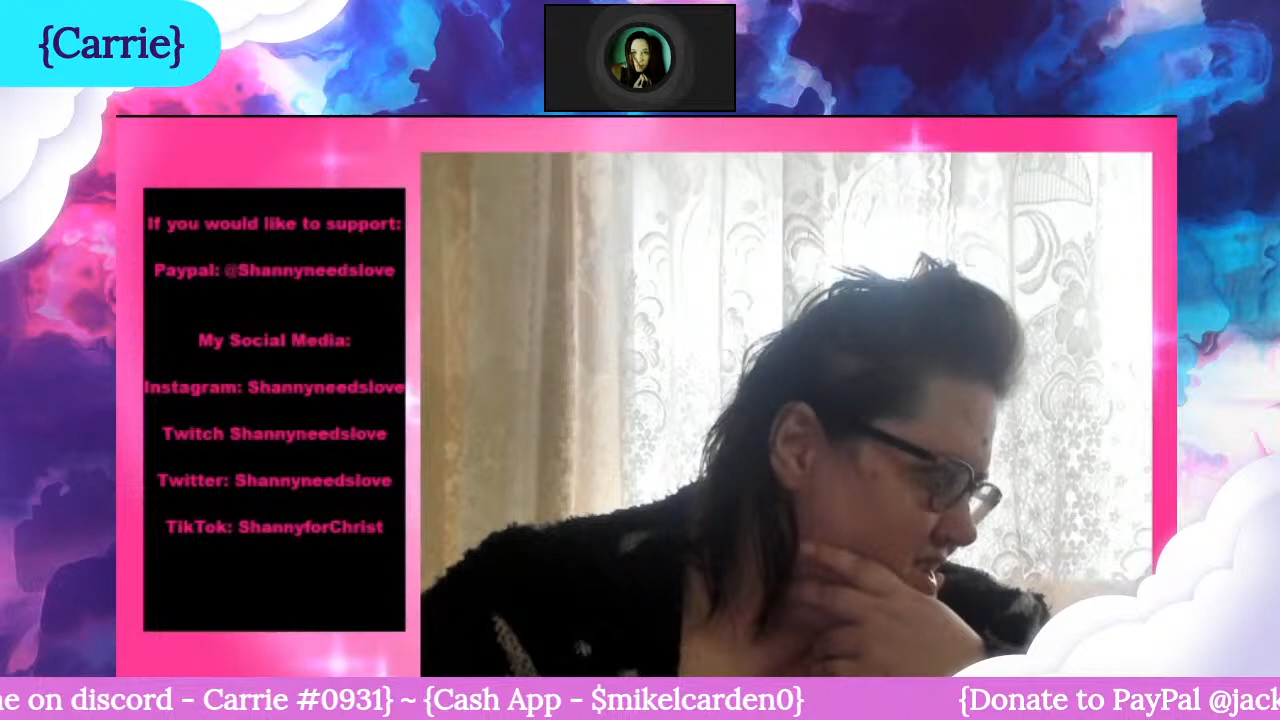 {Carrie}
If you would like to support:
Paypal: @Shannyneedslove
My Social Media:
Instagram: Shannyneedslove
Twitch Shannyneedslove
Twitter: Shannyneedslove
TikTok: ShannyforChrist
on discord - Carrie #0931} ~ {Cash App - $mikelcarden0} {Donate to PayPal @jack